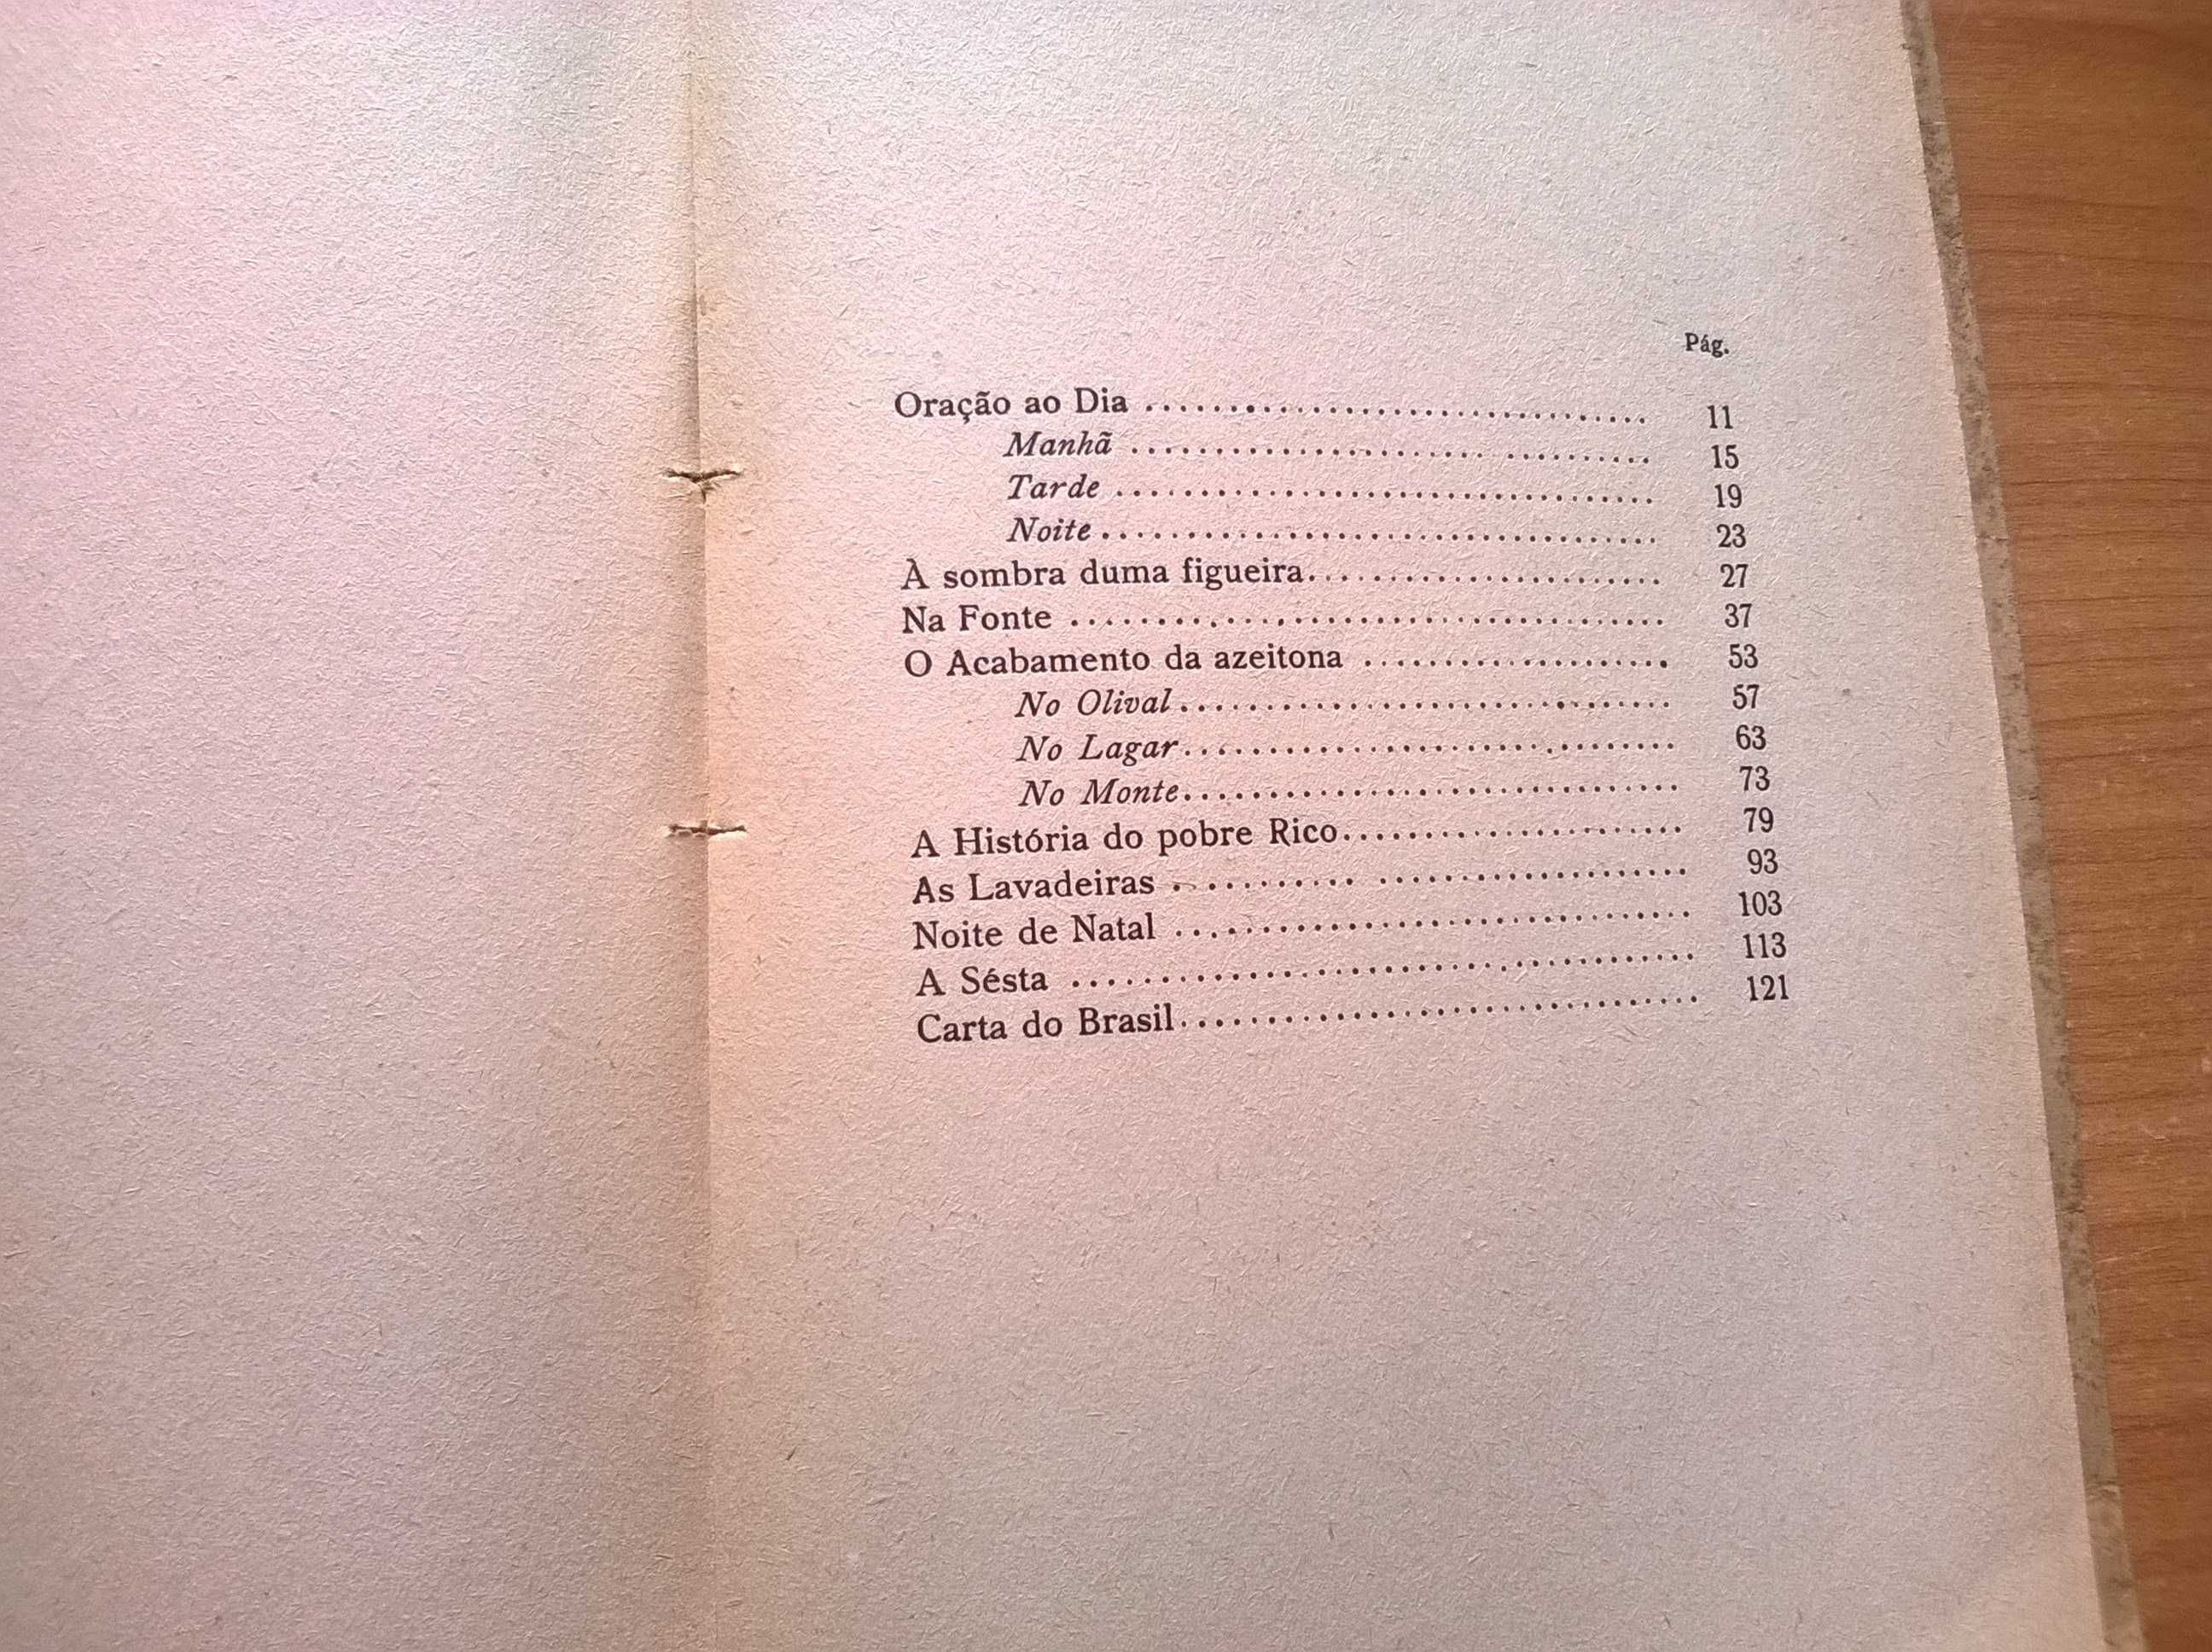 Pág.
Oração ao Dia .................................. 11
Manhã .................................. 15
Tarde .................................. 19
Noite .................................. 23
À sombra duma figueira...................... 27
Na Fonte .................................... 37
O Acabamento da azeitona ................... 53
No Olival .............................. 57
No Lagar .............................. 63
No Monte .............................. 73
A História do pobre Rico..................... 79
As Lavadeiras ............................... 93
Noite de Natal ............................... 103
A Sésta ...................................... 113
Carta do Brasil ............................... 121